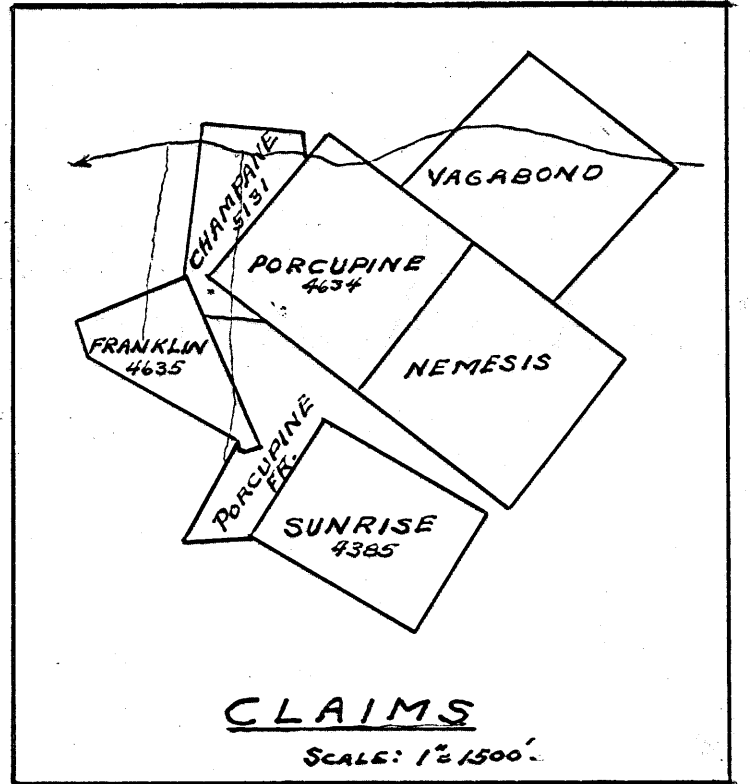 CHAMPANE
5131
VAGABOND
PORCUPINE
4634
FRANKLIN
4635
NEMESIS
PORCUPINE
FR.
SUNRISE
4385
CLAIMS
SCALE: 1"= 1500'